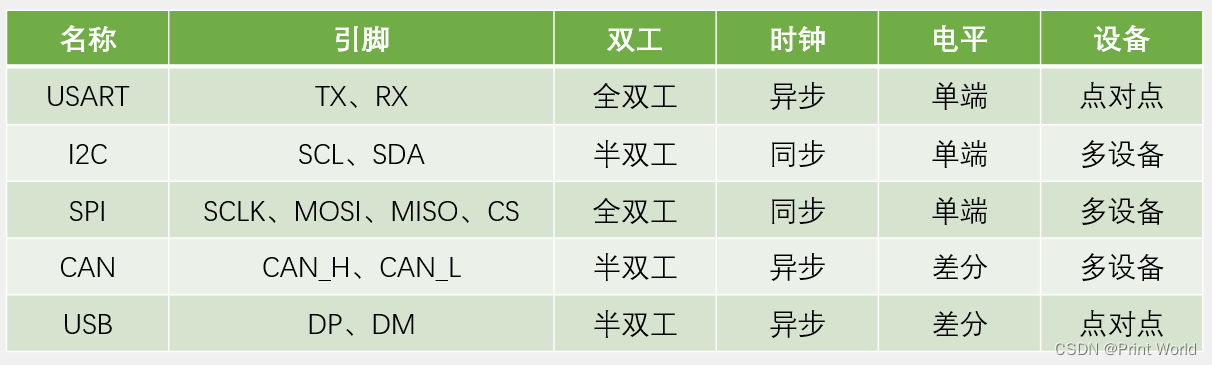 名称 引脚 双工 时钟 电平 设备
USART TX、RX 全双工 异步 单端 点对点
I2C SCL、SDA 半双工 同步 单端 多设备
SPI SCLK、MOSI、MISO、CS 全双工 同步 单端 多设备
CAN CAN_H、CAN_L 半双工 异步 差分 多设备
USB DP、DM 半双工 异步 差分 点对点
CSDN @Print World